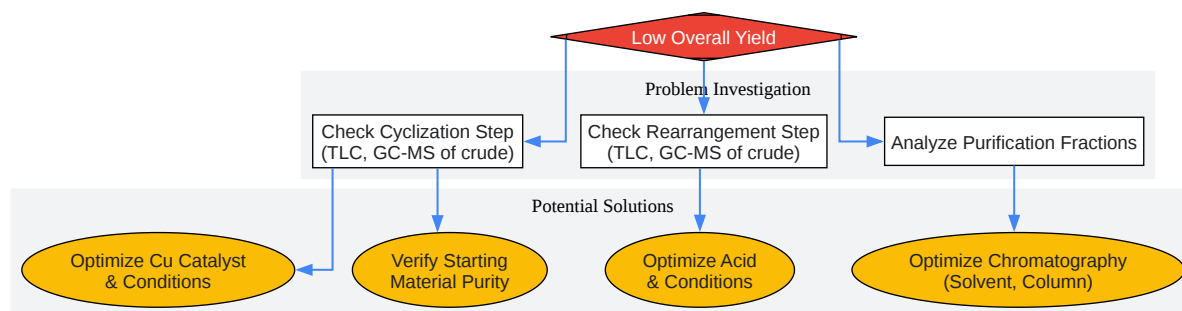 Low Overall Yield
Problem Investigation
Check Cyclization Step
(TLC, GC-MS of crude)
Check Rearrangement Step
(TLC, GC-MS of crude)
Analyze Purification Fractions
Potential Solutions
Optimize Cu Catalyst
& Conditions
Verify Starting
Material Purity
Optimize Acid
& Conditions
Optimize Chromatography
(Solvent, Column)